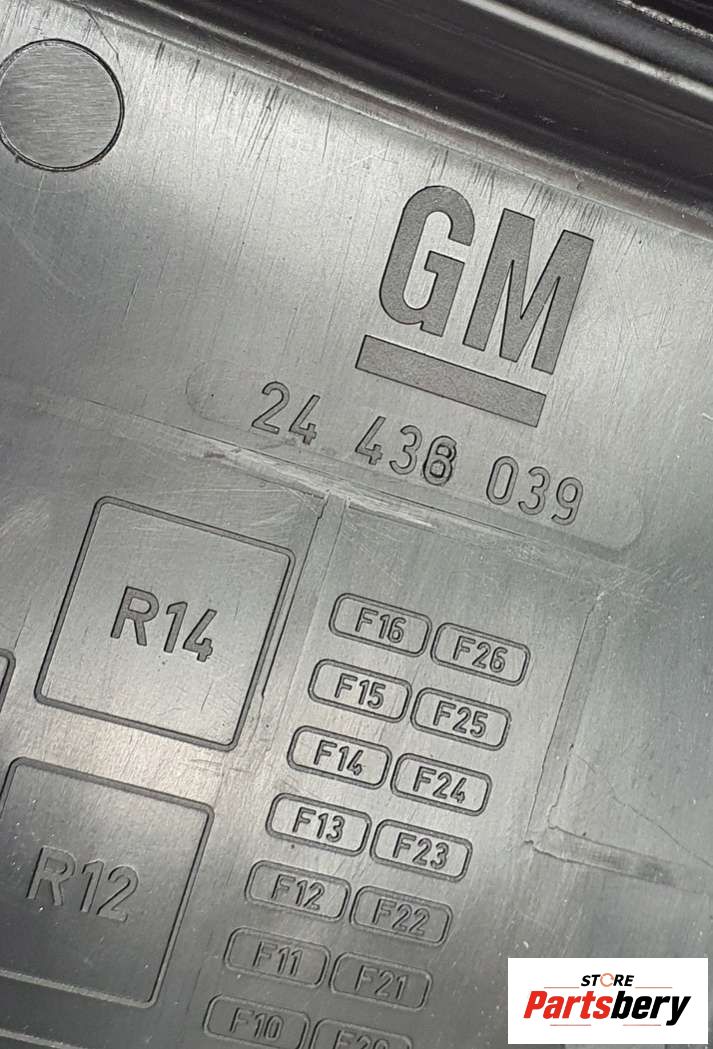 GM
24 438 039
R14
F16 F26
F15 F25
F14 F24
F13 F23
R12
F12 F22
F11 F21
F10
STORE
Partsbery